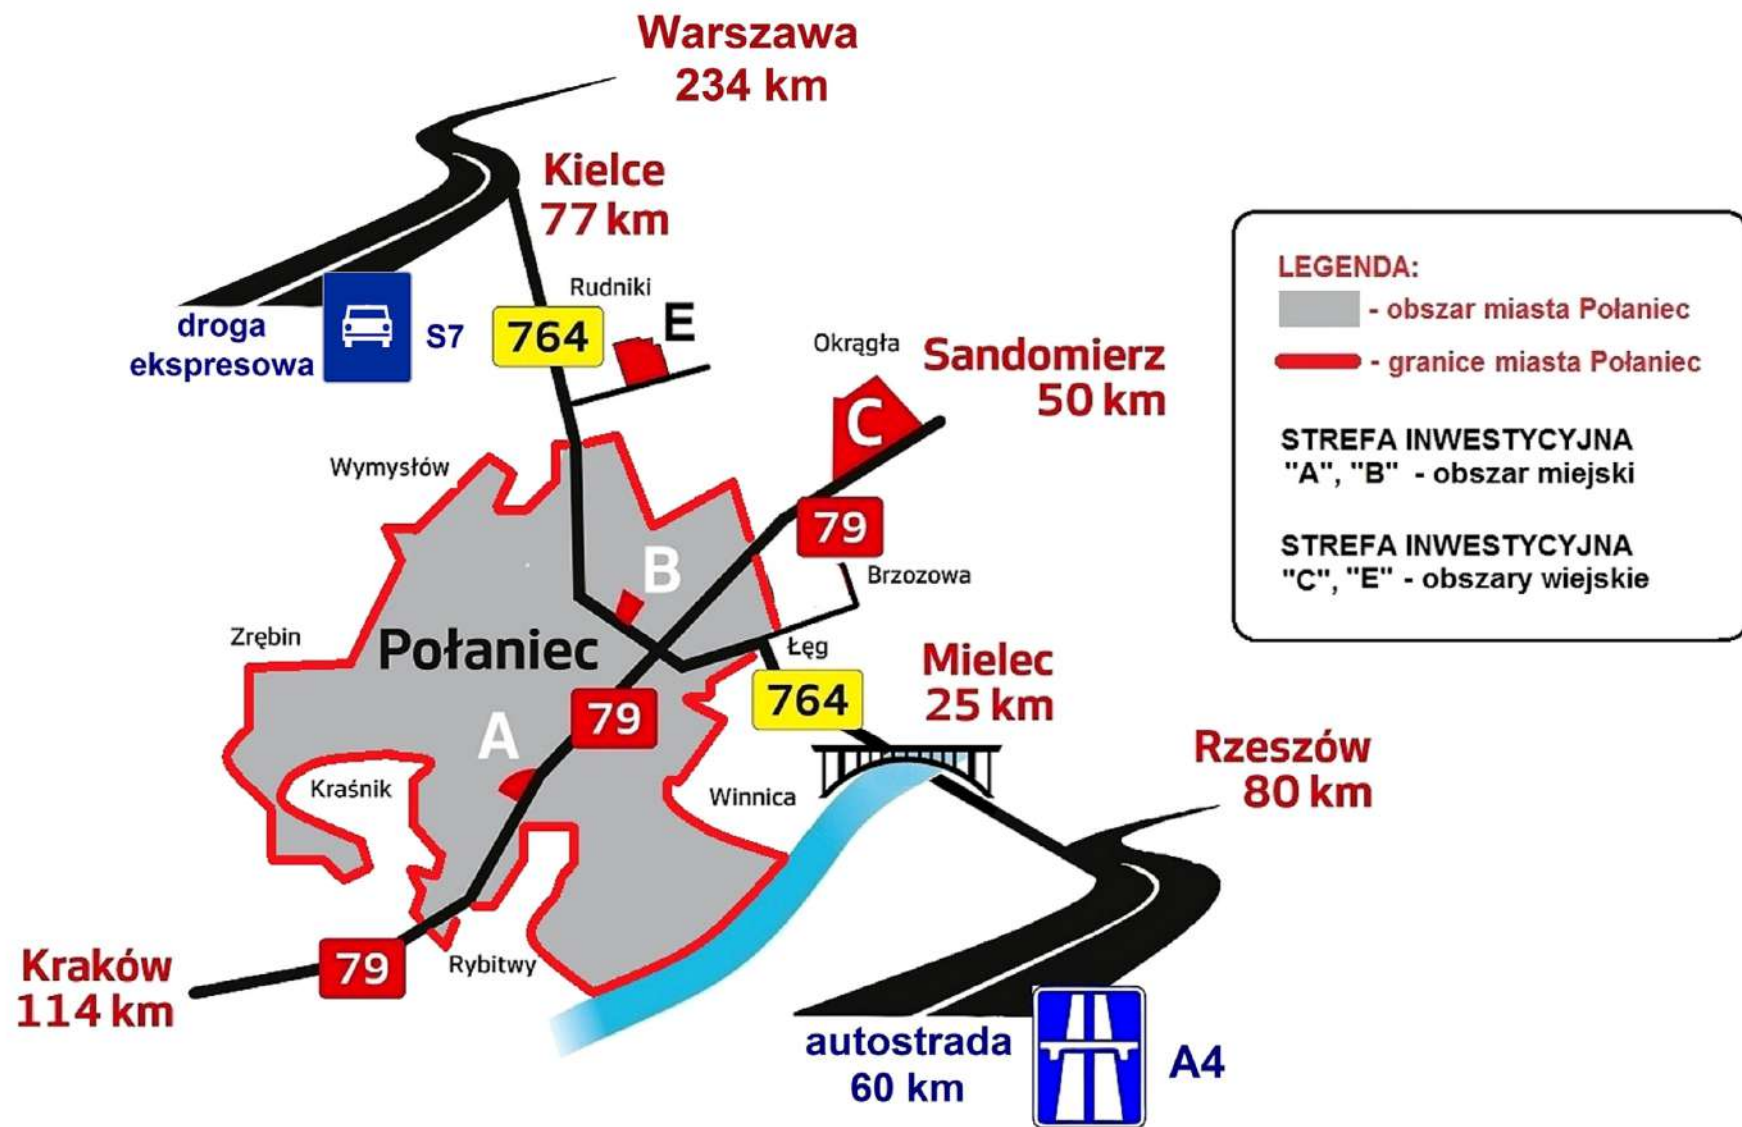 Warszawa
234 km
Kielce
77 km
Rudniki
764
E
droga
ekspresowa
S7
Okrągła
Sandomierz
50 km
C
79
Wymysłów
B
Brzozowa
Zrębin
Połaniec
Łęg
764
Mielec
25 km
79
A
Kraśnik
Winnica
Rzeszów
80 km
Kraków
114 km
79
Rybitwy
autostrada
60 km
A4
LEGENDA:
- obszar miasta Połaniec
- granice miasta Połaniec
STREFA INWESTYCYJNA
"A", "B" - obszar miejski
STREFA INWESTYCYJNA
"C", "E" - obszary wiejskie